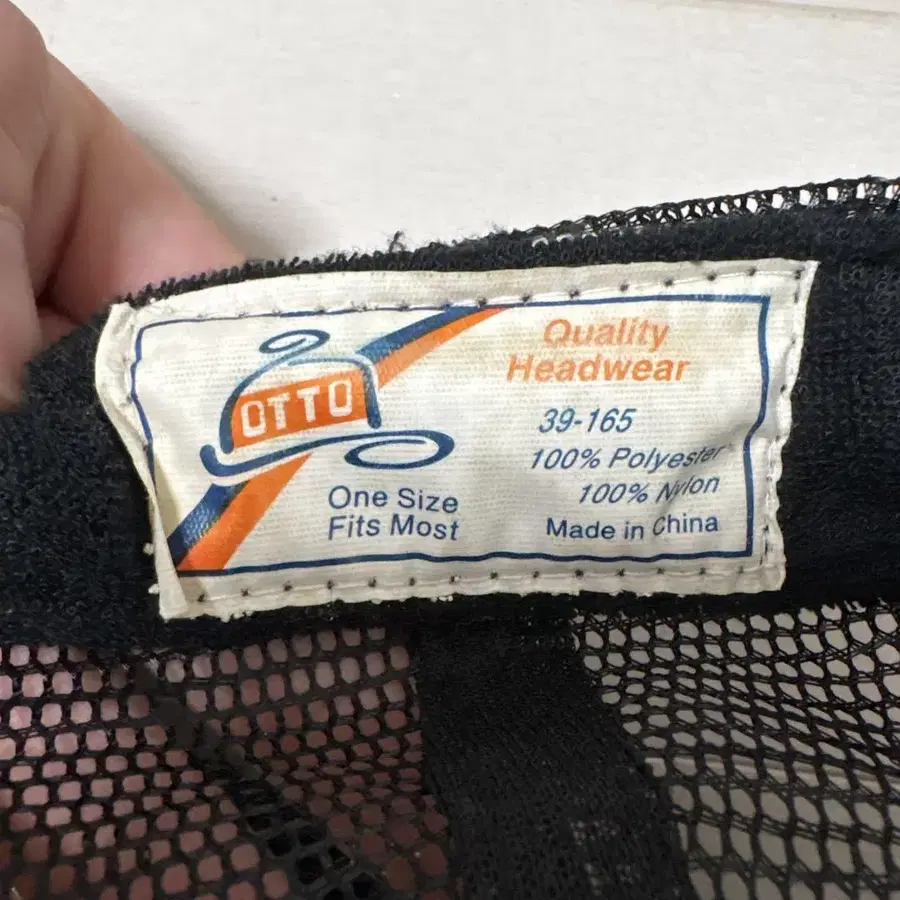 OTTO
One Size
Fits Most
Quality
Headwear
39-165
100% Polyester
100% Nylon
Made in China